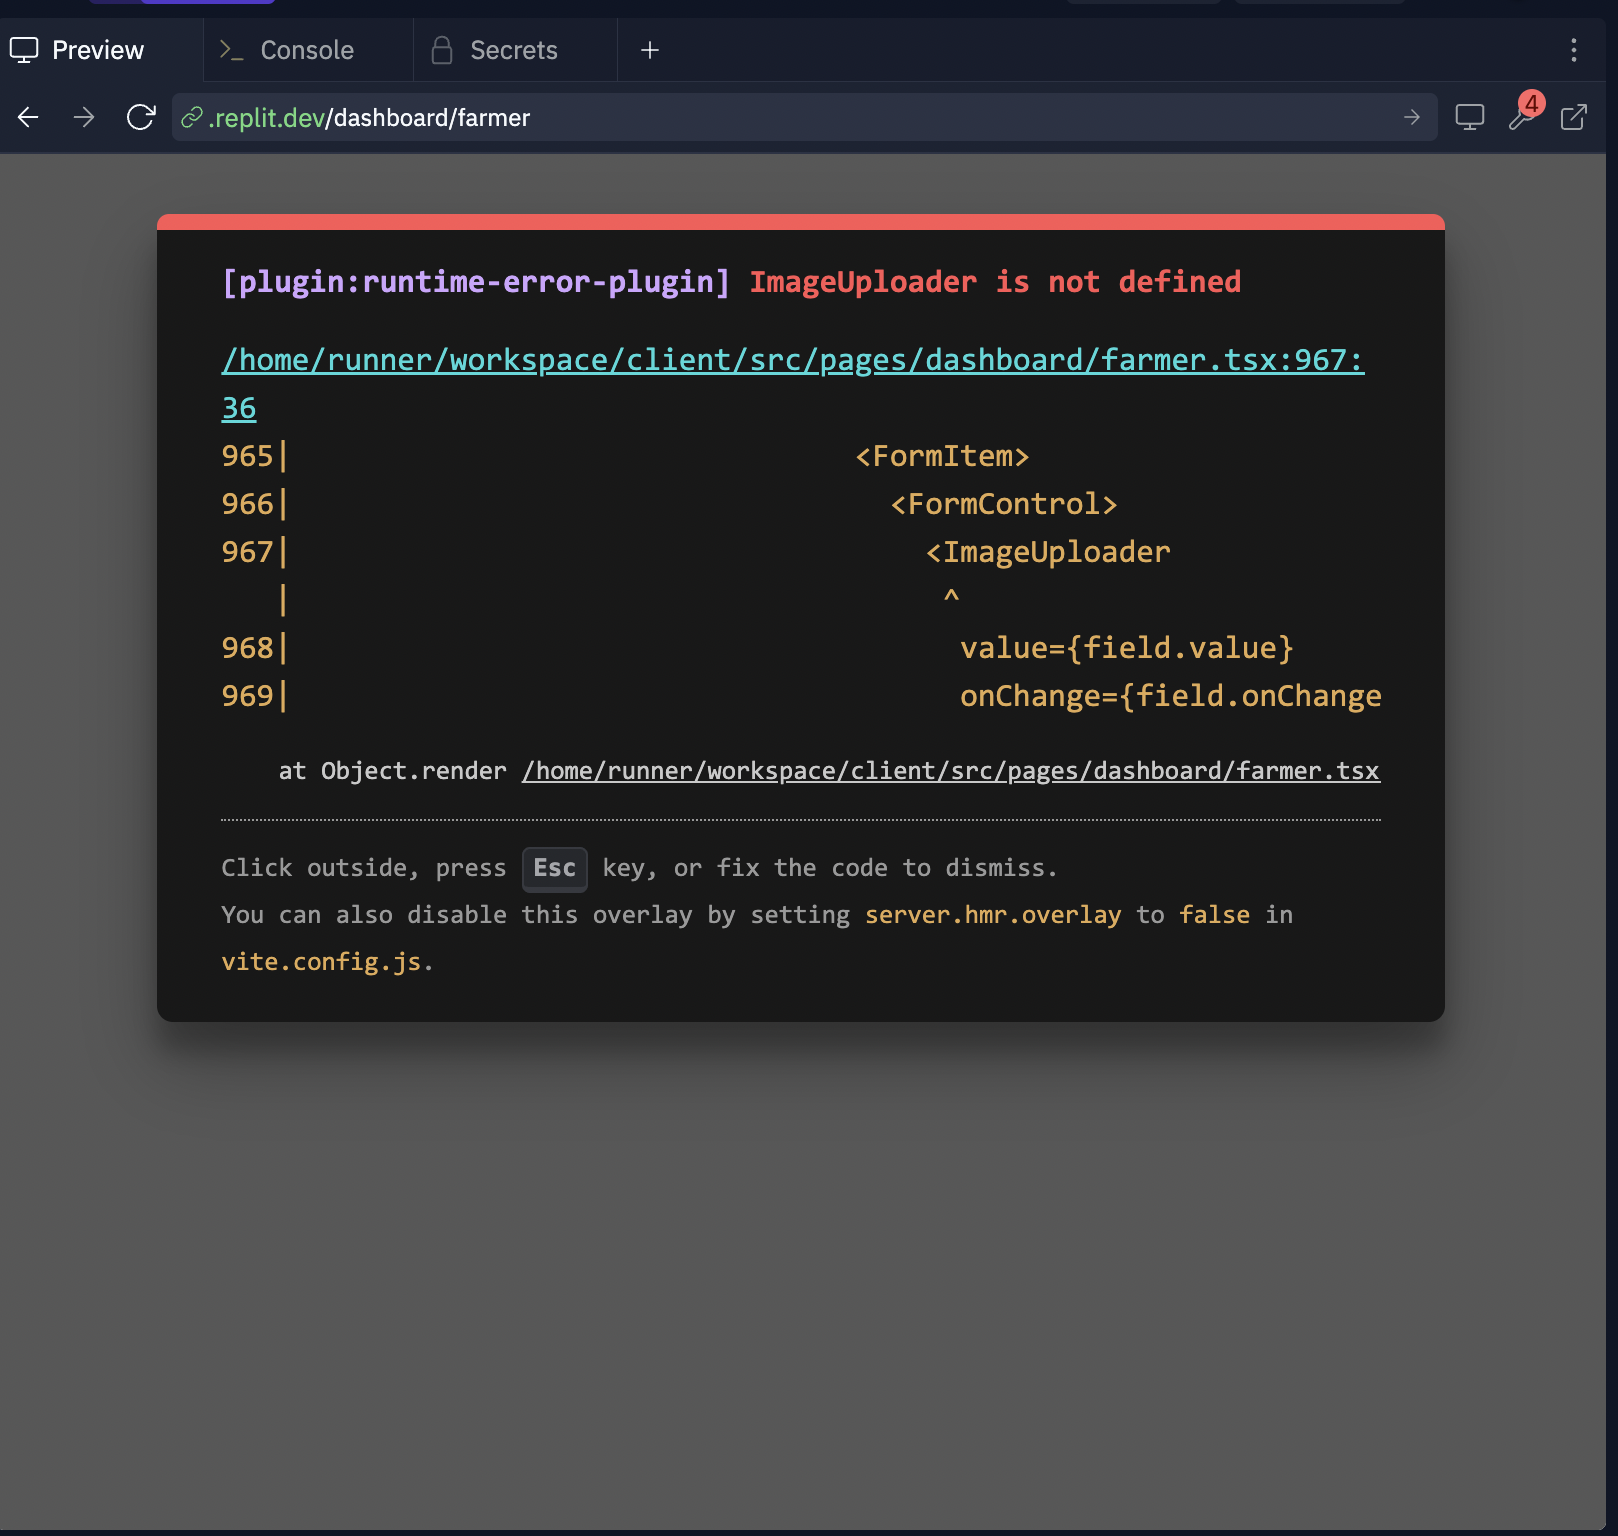 Preview
Console
Secrets
.replit.dev/dashboard/farmer
4
[plugin:runtime-error-plugin] ImageUploader is not defined
/home/runner/workspace/client/src/pages/dashboard/farmer.tsx:967:
36
965|                                 <FormItem>
966|                                   <FormControl>
967|                                     <ImageUploader
   |                                      ^
968|                                       value={field.value}
969|                                       onChange={field.onChange
at Object.render /home/runner/workspace/client/src/pages/dashboard/farmer.tsx
Click outside, press Esc key, or fix the code to dismiss.
You can also disable this overlay by setting server.hmr.overlay to false in
vite.config.js.